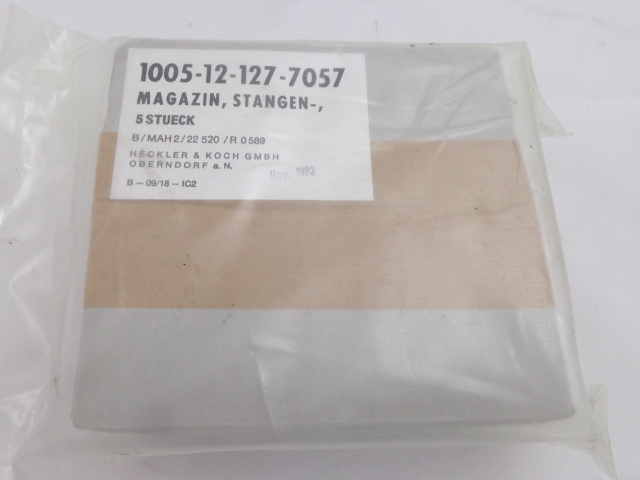 1005-12-127-7057
MAGAZIN, STANGEN-,
5 STUECK
B/MAH2/22 520/R 0589
HECKLER & KOCH GMBH
OBERNDORF a. N.
Nov. 1982
B — 09/18 — IC2